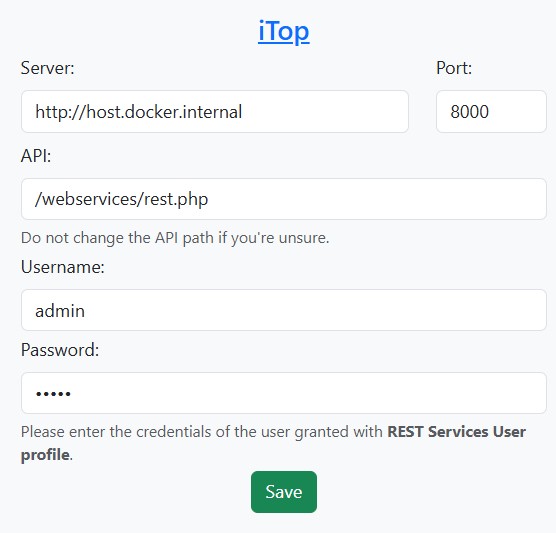 iTop
Server: Port:
http://host.docker.internal 8000
API:
/webservices/rest.php
Do not change the API path if you're unsure.
Username:
admin
Password:
•••••
Please enter the credentials of the user granted with REST Services User
profile.
Save